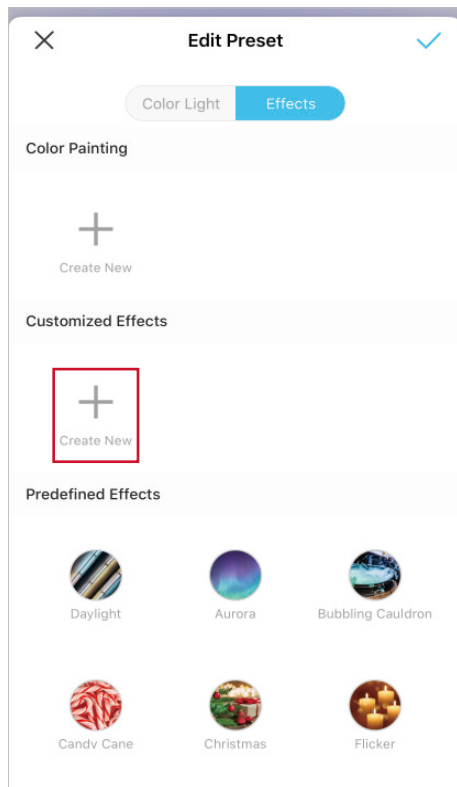 Edit Preset
Color Light Effects
Color Painting
Create New
Customized Effects
Create New
Predefined Effects
Daylight Aurora Bubbling Cauldron
Candy Cane Christmas Flicker